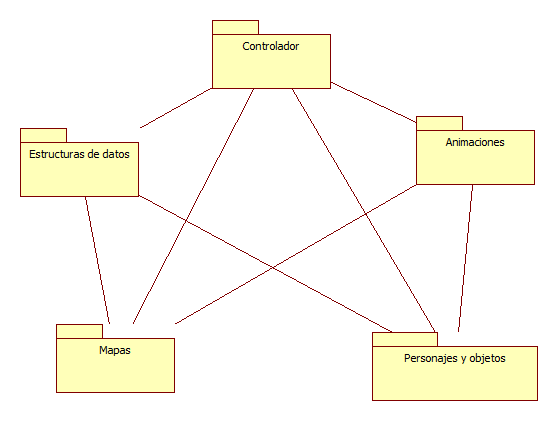 Controlador
Estructuras de datos
Animaciones
Mapas
Personajes y objetos